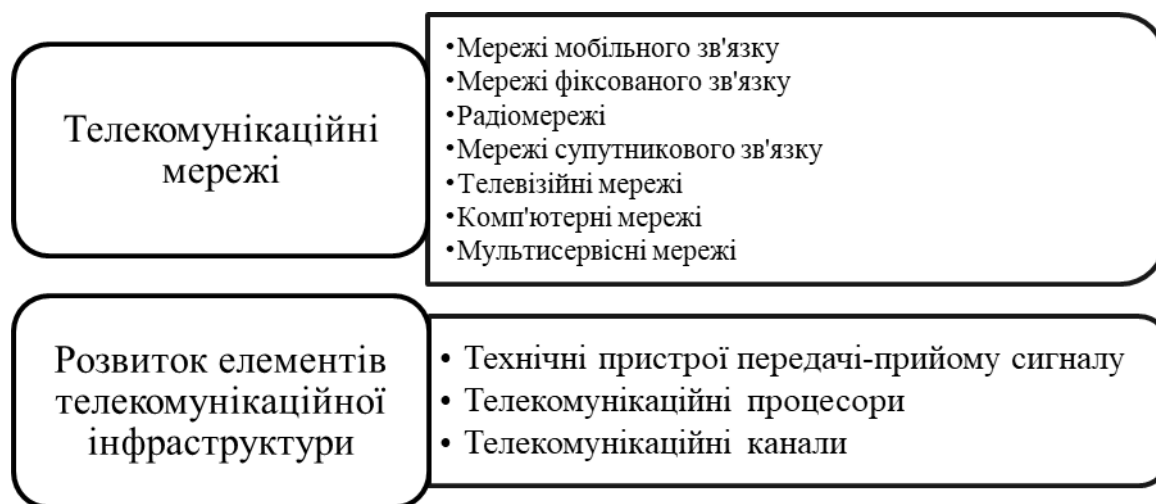 Телекомунікаційні
мережі
•Мережі мобільного зв'язку
•Мережі фіксованого зв'язку
•Радіомережі
•Мережі супутникового зв'язку
•Телевізійні мережі
•Комп'ютерні мережі
•Мультисервісні мережі
Розвиток елементів
телекомунікаційної
інфраструктури
• Технічні пристрої передачі-прийому сигналу
• Телекомунікаційні процесори
• Телекомунікаційні канали